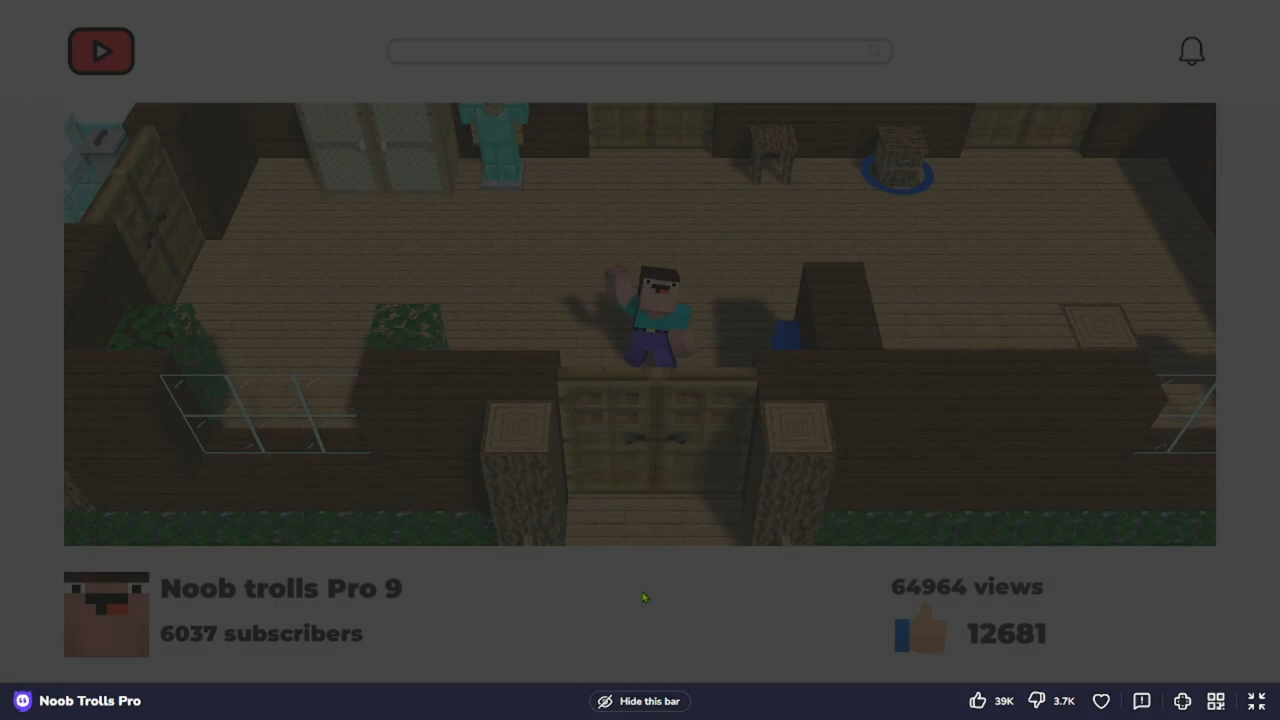 Noob trolls Pro 9
64964 views
6037 subscribers
12681
Noob Trolls Pro
Hide this bar
39K
3.7K